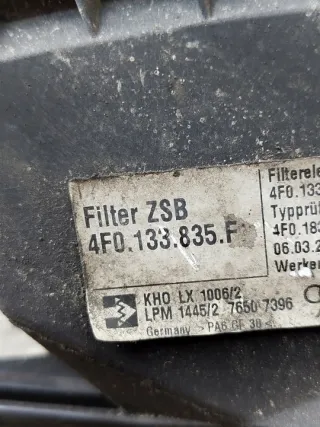 Filter ZSB
4F0.133.835.F
KHO LX 1006/2
LPM 1445/2 7650 7396
Germany >PA6 GF 30<
Filterele
4F0.133
Typprü
4F0.183
06.03.2
Werker